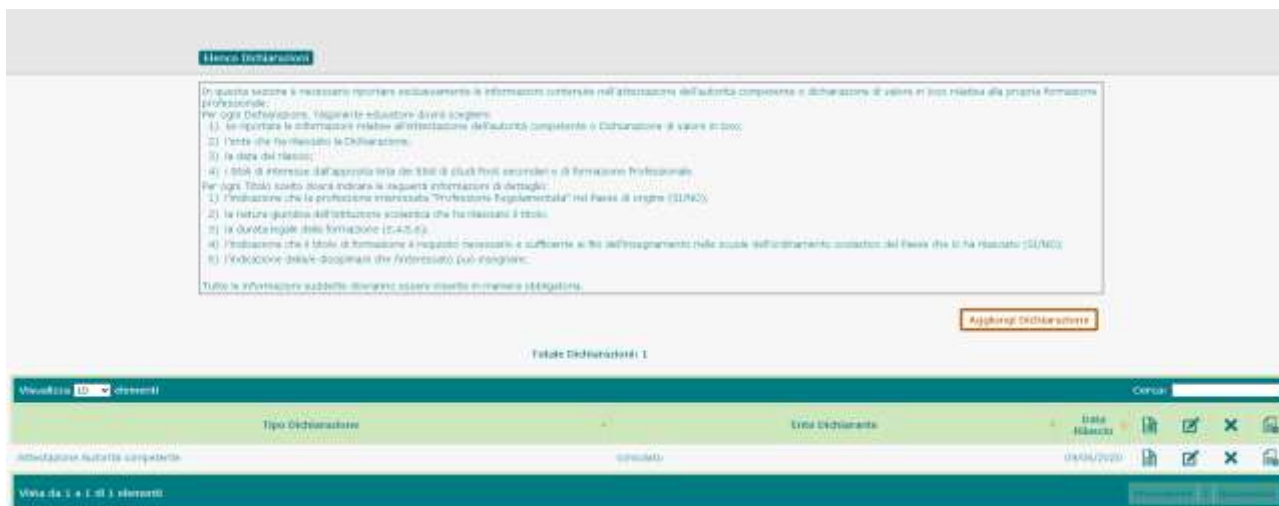 Elenco Dichiarazioni
In questa sezione è necessario riportare esclusivamente le informazioni contenute nell'attestazione dell'autorità competente o dichiarazione di valore in loco relativa alla propria formazione
professionale.
Per ogni Dichiarazione, l'aspirante educatore dovrà scegliere:
1) se riportare le informazioni relative all'attestazione dell'autorità competente o Dichiarazione di valore in loco;
2) l'ente che ha rilasciato la Dichiarazione;
3) la data del rilascio;
4) i titoli di interesse dall'apposita lista dei titoli di studi Post secondari o di formazione Professionale.
Per ogni Titolo scelto dovrà indicare le seguenti informazioni di dettaglio:
1) l'indicazione che la professione interessata "Professione Regolamentata" nel Paese di origine (SI/NO);
2) la natura giuridica dell'istituzione scolastica che ha rilasciato il titolo;
3) la durata legale della formazione
4) l'indicazione che il titolo di formazione è requisito necessario e sufficiente ai fini dell'insegnamento nelle scuole dell'ordinamento scolastico del Paese che lo ha rilasciato (SI/NO);
5) l'indicazione della/e disciplina/e che l'interessato può insegnare.
Tutte le informazioni suddette dovranno essere inserite in maniera obbligatoria.
Aggiungi Dichiarazione
Totale Dichiarazioni: 1
Visualizza 10 elementi Cerca:
Tipo Dichiarazione Ente Dichiarante Data Rilascio
Attestazione Autorità competente consolato 09/06/2020
Vista da 1 a 1 di 1 elementi